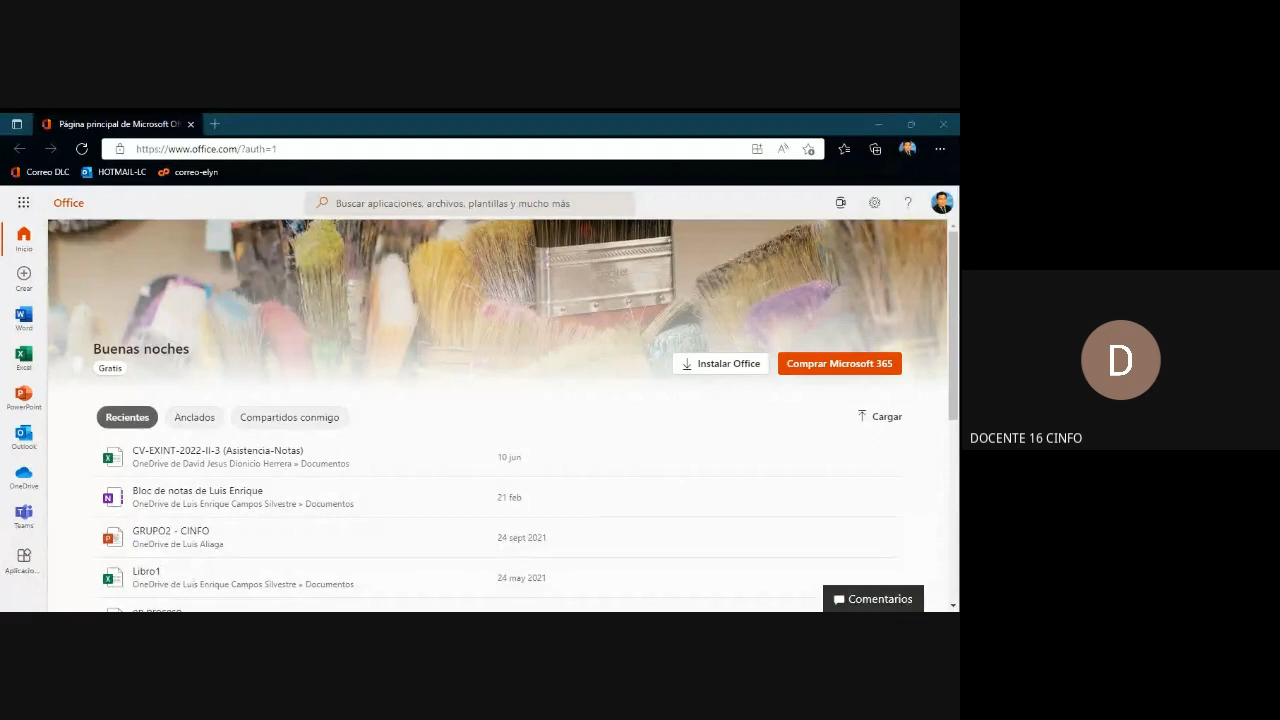 Página principal de Microsoft Of
https://www.office.com/?auth=1
Correo DLC
HOTMAIL-LC
correo-elyn
Office
Buscar aplicaciones, archivos, plantillas y mucho más
Inicio
Crear
Word
Excel
PowerPoint
Outlook
OneDrive
Teams
Aplicacio...
Buenas noches
Gratis
Instalar Office
Comprar Microsoft 365
Recientes
Anclados
Compartidos conmigo
Cargar
CV-EXINT-2022-II-3 (Asistencia-Notas)
OneDrive de David Jesus Dionicio Herrera » Documentos
10 jun
Bloc de notas de Luis Enrique
OneDrive de Luis Enrique Campos Silvestre » Documentos
21 feb
GRUPO2 - CINFO
OneDrive de Luis Aliaga
24 sept 2021
Libro1
OneDrive de Luis Enrique Campos Silvestre » Documentos
24 may 2021
Comentarios
D
DOCENTE 16 CINFO